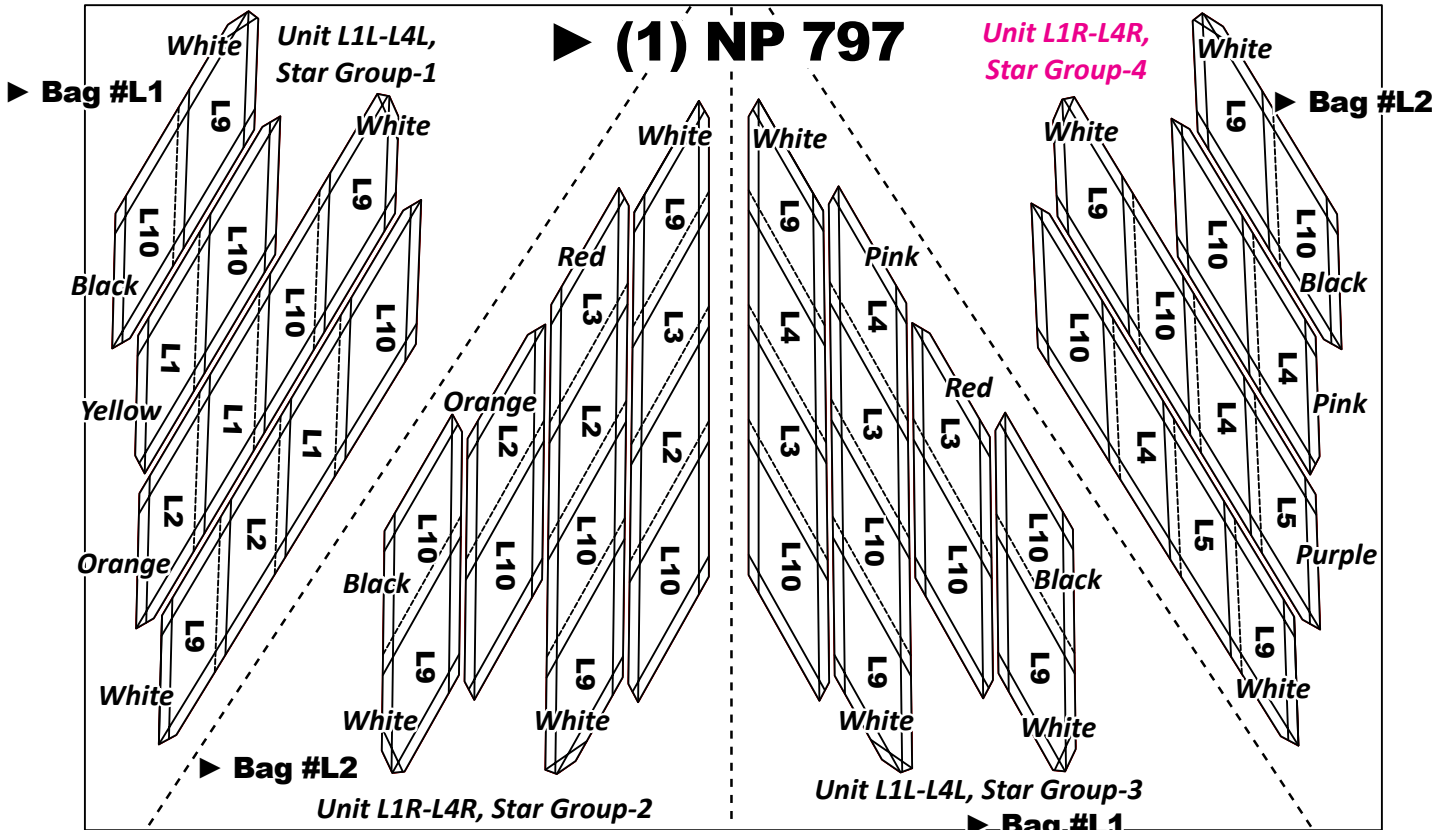 ► (1) NP 797
Unit L1L-L4L,
Star Group-1
► Bag #L1
White
L9
L10
Black
L10
L1
Yellow
White
L9
L10
L1
L2
Orange
L10
L1
L2
L9
White
White
L9
L3
L2
L10
Red
L3
L2
L10
L9
White
Orange
L2
L10
L10
Black
L9
White
► Bag #L2
Unit L1R-L4R, Star Group-2
White
L9
L4
L3
L10
Pink
L4
L3
L10
L9
White
Red
L3
L10
L10
Black
L9
White
Unit L1L-L4L, Star Group-3
► Bag #L1
Unit L1R-L4R,
Star Group-4
► Bag #L2
White
L9
L10
Black
L10
L4
Pink
White
L9
L10
L4
L5
Purple
L10
L4
L5
L9
White